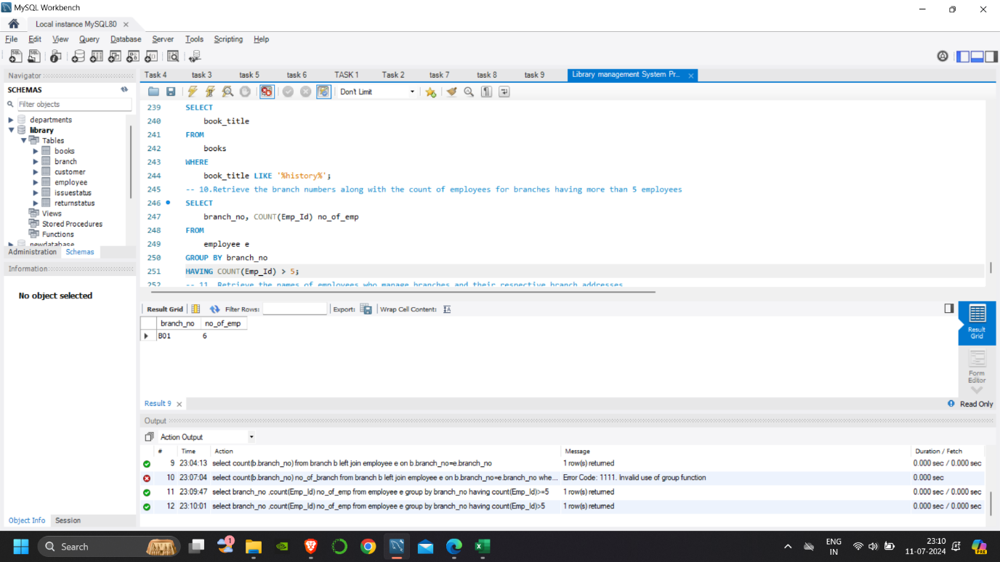 MySQL Workbench
Local instance MySQL80
File Edit View Query Database Server Tools Scripting Help
Navigator
SCHEMAS
Filter objects
departments
library
Tables
books
branch
customer
employee
issuestatus
returnstatus
Views
Stored Procedures
Functions
newdatabase
Administration Schemas
Information
No object selected
Object Info Session
Task 4 task 3 task 5 task 6 TASK 1 Task 2 task 7 task 8 task 9 Library management System Pr...
Don't Limit
239 SELECT
240 book_title
241 FROM
242 books
243 WHERE
244 book_title LIKE '%history%';
245 -- 10.Retrieve the branch numbers along with the count of employees for branches having more than 5 employees
246 SELECT
247 branch_no, COUNT(Emp_Id) no_of_emp
248 FROM
249 employee e
250 GROUP BY branch_no
251 HAVING COUNT(Emp_Id) > 5;
252 -- 11. Retrieve the names of employees who manage branches and their respective branch addresses
Result Grid Filter Rows: Export: Wrap Cell Content:
branch_no no_of_emp
B01 6
Result Grid
Form Editor
Result 9
Read Only
Output
Action Output
# Time Action Message Duration / Fetch
9 23:04:13 select count(b.branch_no) from branch b left join employee e on b.branch_no=e.branch_no 1 row(s) returned 0.000 sec / 0.000 sec
10 23:07:04 select count(b.branch_no) no_of_branch from branch b left join employee e on b.branch_no=e.branch_no whe... Error Code: 1111. Invalid use of group function 0.000 sec
11 23:09:47 select branch_no ,count(Emp_Id) no_of_emp from employee e group by branch_no having count(Emp_Id)>=5 1 row(s) returned 0.000 sec / 0.000 sec
12 23:10:01 select branch_no ,count(Emp_Id) no_of_emp from employee e group by branch_no having count(Emp_Id)>5 1 row(s) returned 0.000 sec / 0.000 sec
Search
1
ENG
IN
23:10
11-07-2024
PRE